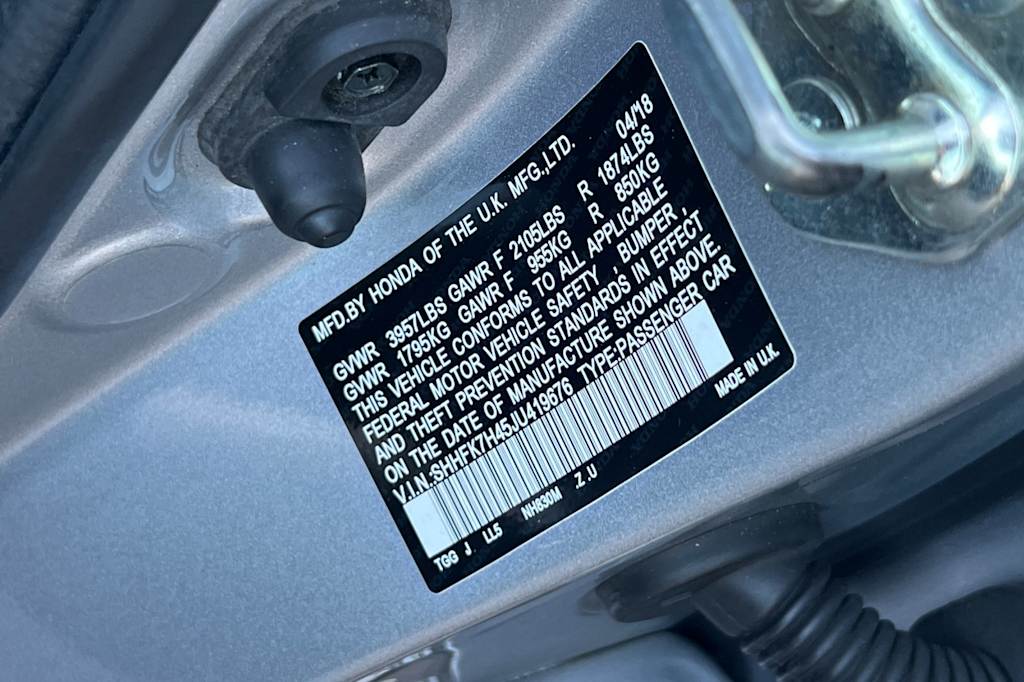 MFD.BY HONDA OF THE U.K. MFG.,LTD. 04/'18
GVWR 3957LBS GAWR F 2105LBS R 1874LBS
GVWR 1795KG GAWR F 955KG R 850KG
THIS VEHICLE CONFORMS TO ALL APPLICABLE
FEDERAL MOTOR VEHICLE SAFETY , BUMPER ,
AND THEFT PREVENTION STANDARDS IN EFFECT
ON THE DATE OF MANUFACTURE SHOWN ABOVE.
V.I.N.:SHHFK7H45JU419676 TYPE:PASSENGER CAR
TGG J LL5 NH830M .Z .U MADE IN U.K.